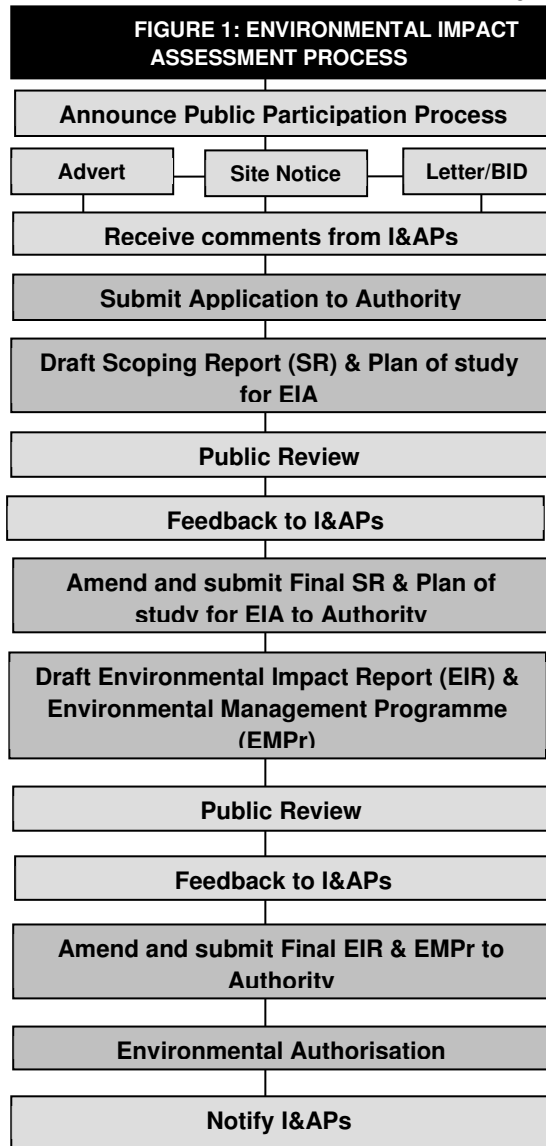 FIGURE 1: ENVIRONMENTAL IMPACT
ASSESSMENT PROCESS
Announce Public Participation Process
Advert
Site Notice
Letter/BID
Receive comments from I&APs
Submit Application to Authority
Draft Scoping Report (SR) & Plan of study
for EIA
Public Review
Feedback to I&APs
Amend and submit Final SR & Plan of
study for EIA to Authority
Draft Environmental Impact Report (EIR) &
Environmental Management Programme
(EMPr)
Public Review
Feedback to I&APs
Amend and submit Final EIR & EMPr to
Authority
Environmental Authorisation
Notify I&APs